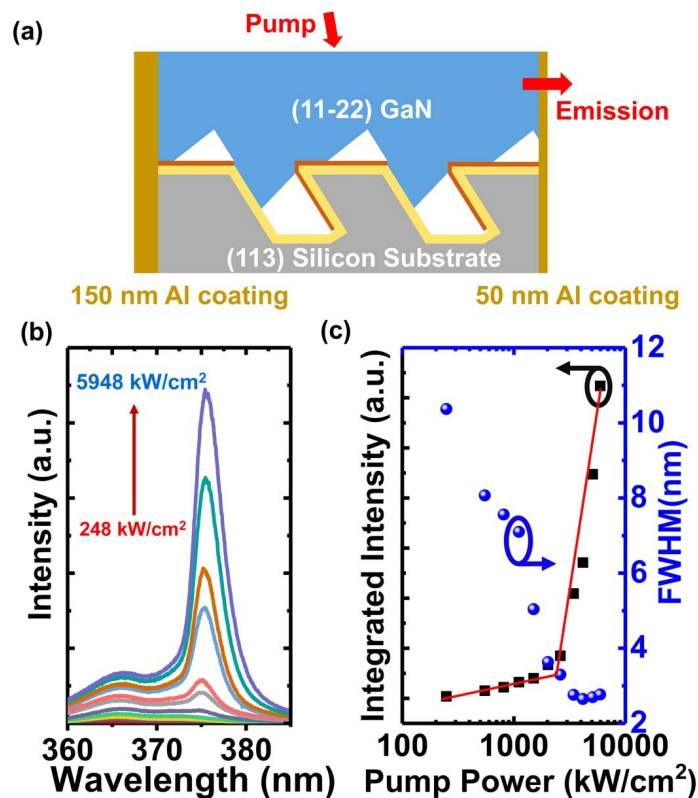 (a)
Pump
(11-22) GaN
Emission
(113) Silicon Substrate
150 nm Al coating
50 nm Al coating
(b)
5948 kW/cm²
248 kW/cm²
Intensity (a.u.)
360 370 380
Wavelength (nm)
(c)
Integrated Intensity (a.u.)
12
10
8
6
4
2
FWHM(nm)
100 1000 10000
Pump Power (kW/cm²)